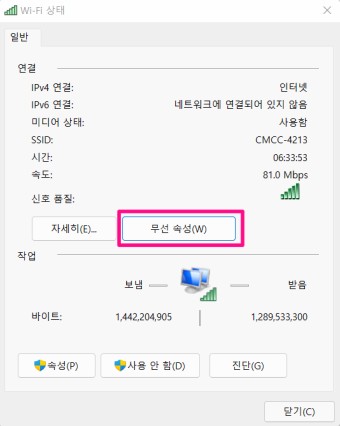 Wi-Fi 상태
일반
연결
IPv4 연결: 인터넷
IPv6 연결: 네트워크에 연결되어 있지 않음
미디어 상태: 사용함
SSID: CMCC-4213
시간: 06:33:53
속도: 81.0 Mbps
신호 품질:
자세히(E)... 무선 속성(W)
작업
보냄 받음
바이트: 1,442,204,905 1,289,533,300
속성(P) 사용 안 함(D) 진단(G)
닫기(C)